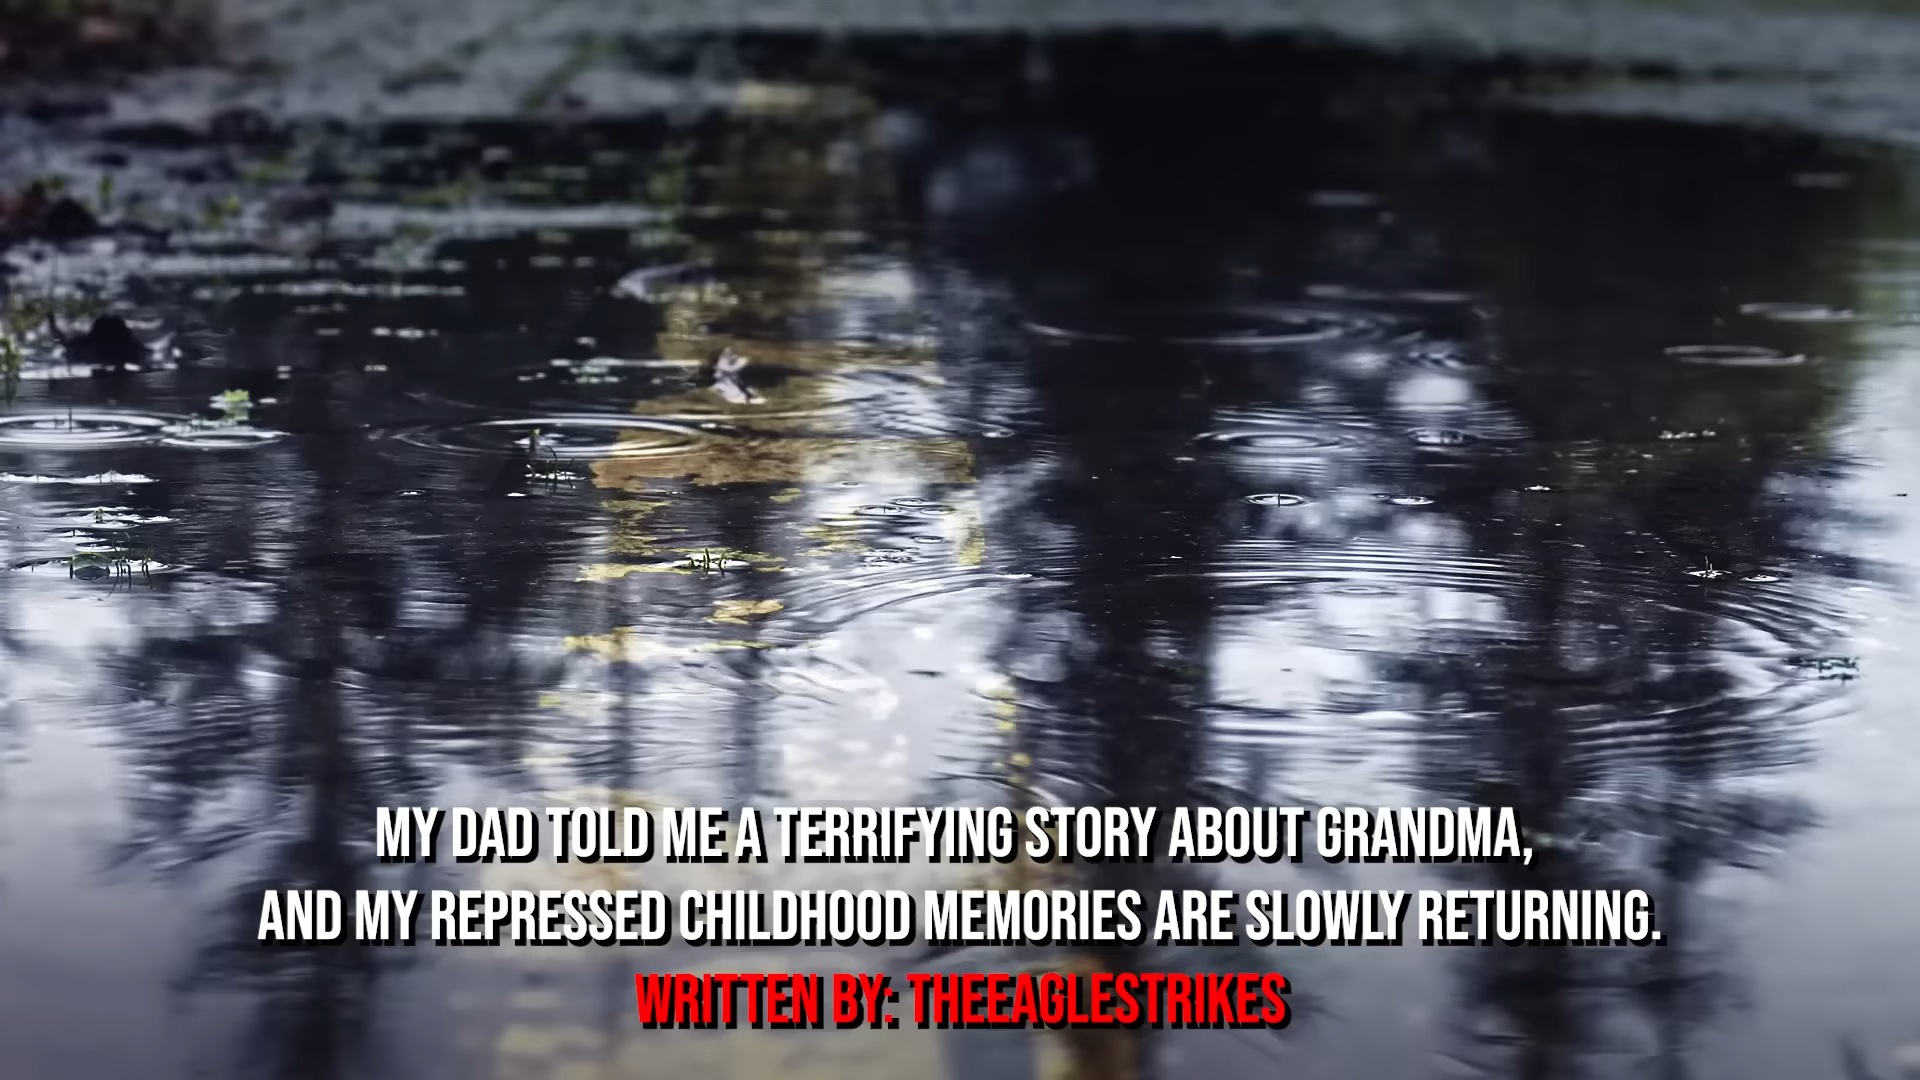 MY DAD TOLD ME A TERRIFYING STORY ABOUT GRANDMA,
AND MY REPRESSED CHILDHOOD MEMORIES ARE SLOWLY RETURNING.
WRITTEN BY: THEEAGLESTRIKES